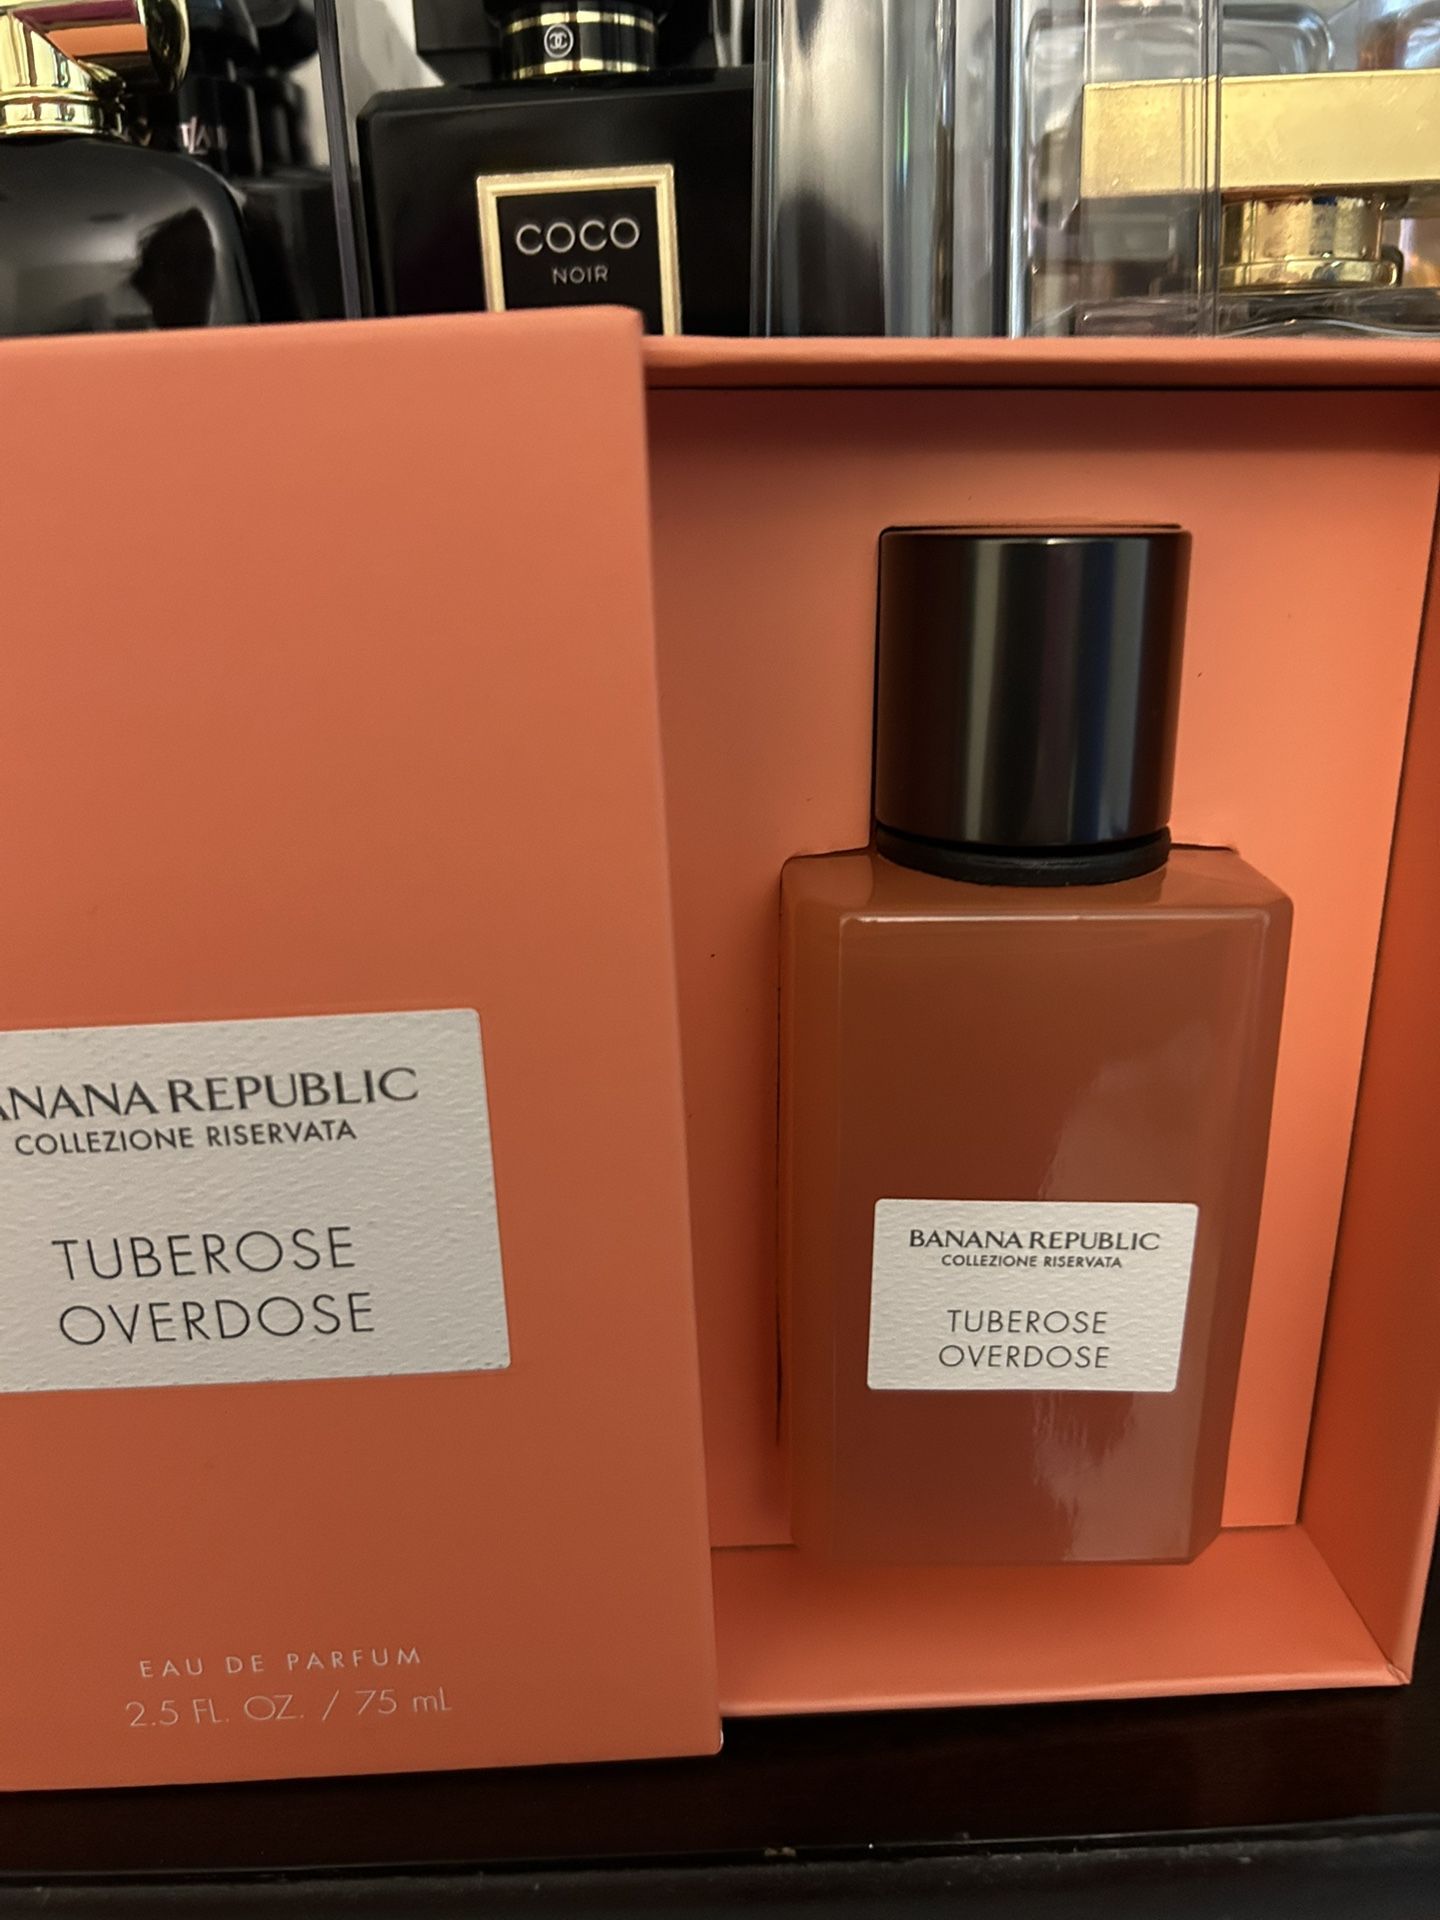 COCO
NOIR
ANANA REPUBLIC
COLLEZIONE RISERVATA
TUBEROSE
OVERDOSE
EAU DE PARFUM
2.5 FL. OZ. / 75 mL
BANANA REPUBLIC
COLLEZIONE RISERVATA
TUBEROSE
OVERDOSE